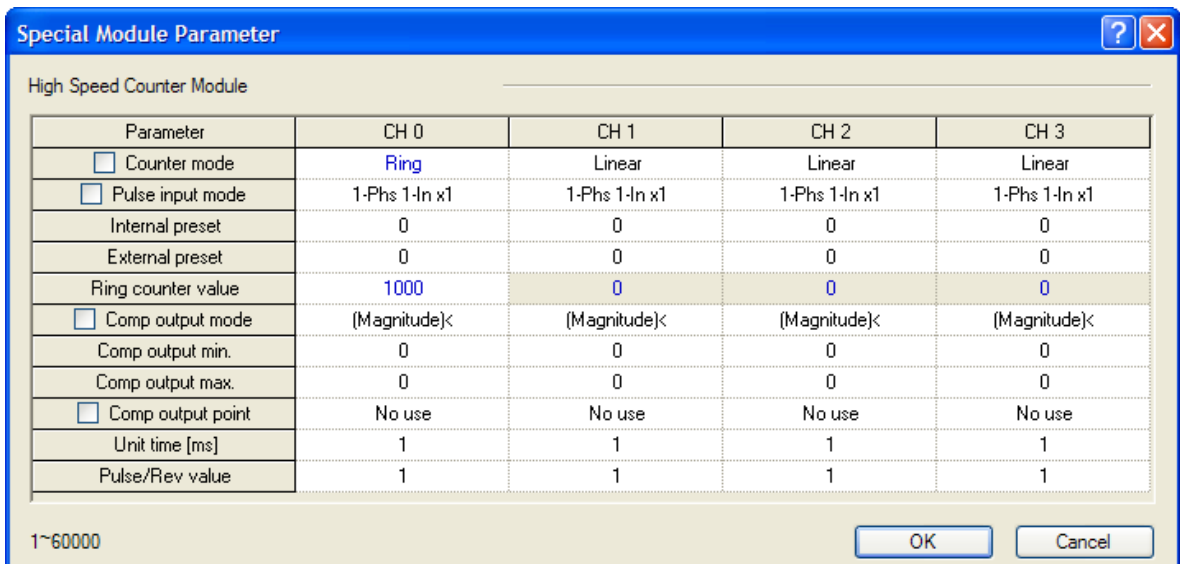 Special Module Parameter
High Speed Counter Module
Parameter CH 0 CH 1 CH 2 CH 3
Counter mode Ring Linear Linear Linear
Pulse input mode 1-Phs 1-In x1 1-Phs 1-In x1 1-Phs 1-In x1 1-Phs 1-In x1
Internal preset 0 0 0 0
External preset 0 0 0 0
Ring counter value 1000 0 0 0
Comp output mode (Magnitude)< (Magnitude)< (Magnitude)< (Magnitude)<
Comp output min. 0 0 0 0
Comp output max. 0 0 0 0
Comp output point No use No use No use No use
Unit time [ms] 1 1 1 1
Pulse/Rev value 1 1 1 1
1~60000 OK Cancel